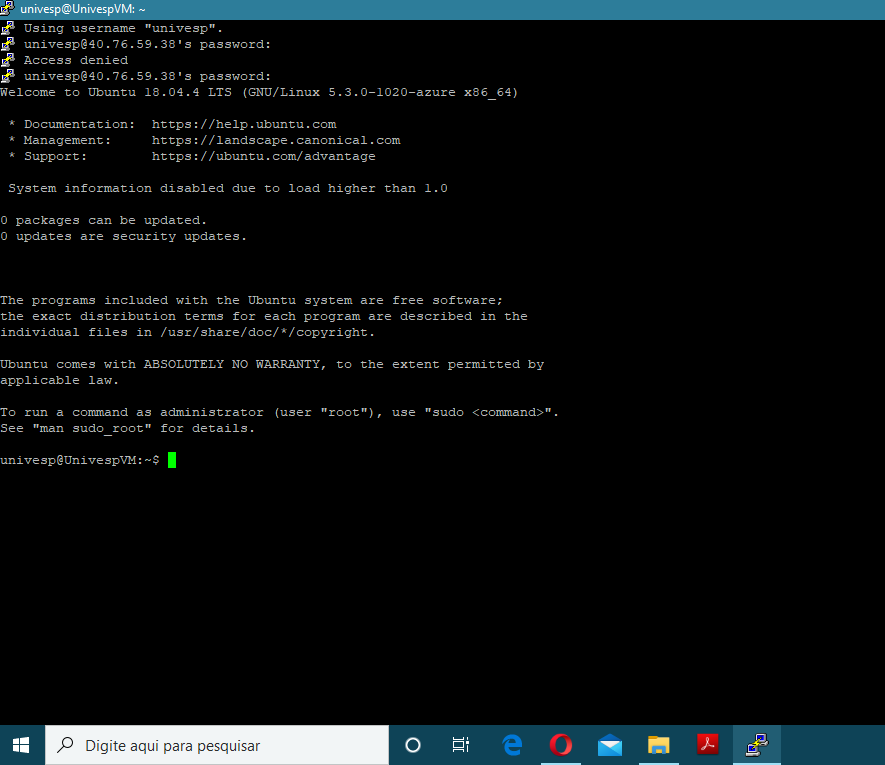 univesp@UnivespVM: ~
Using username "univesp".
univesp@40.76.59.38's password:
Access denied
univesp@40.76.59.38's password:
Welcome to Ubuntu 18.04.4 LTS (GNU/Linux 5.3.0-1020-azure x86_64)
* Documentation:  https://help.ubuntu.com
* Management:     https://landscape.canonical.com
* Support:        https://ubuntu.com/advantage
System information disabled due to load higher than 1.0
0 packages can be updated.
0 updates are security updates.
The programs included with the Ubuntu system are free software;
the exact distribution terms for each program are described in the
individual files in /usr/share/doc/*/copyright.
Ubuntu comes with ABSOLUTELY NO WARRANTY, to the extent permitted by
applicable law.
To run a command as administrator (user "root"), use "sudo <command>".
See "man sudo_root" for details.
univesp@UnivespVM:~$
Digite aqui para pesquisar